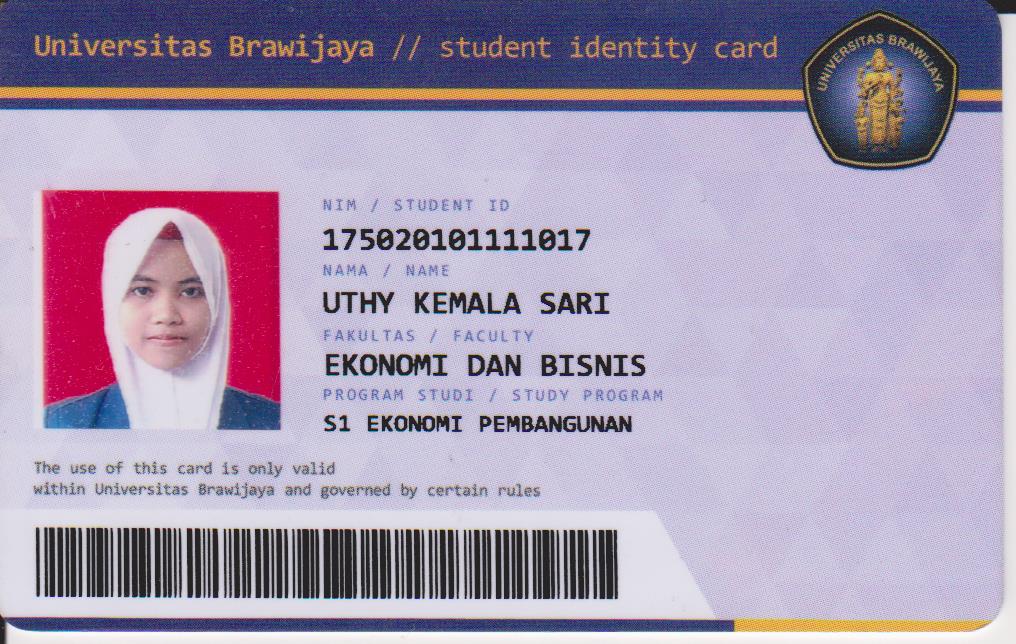 Universitas Brawijaya // student identity card
UNIVERSITAS BRAWIJAYA
NIM / STUDENT ID
175020101111017
NAMA / NAME
UTHY KEMALA SARI
FAKULTAS / FACULTY
EKONOMI DAN BISNIS
PROGRAM STUDI / STUDY PROGRAM
S1 EKONOMI PEMBANGUNAN
The use of this card is only valid
within Universitas Brawijaya and governed by certain rules